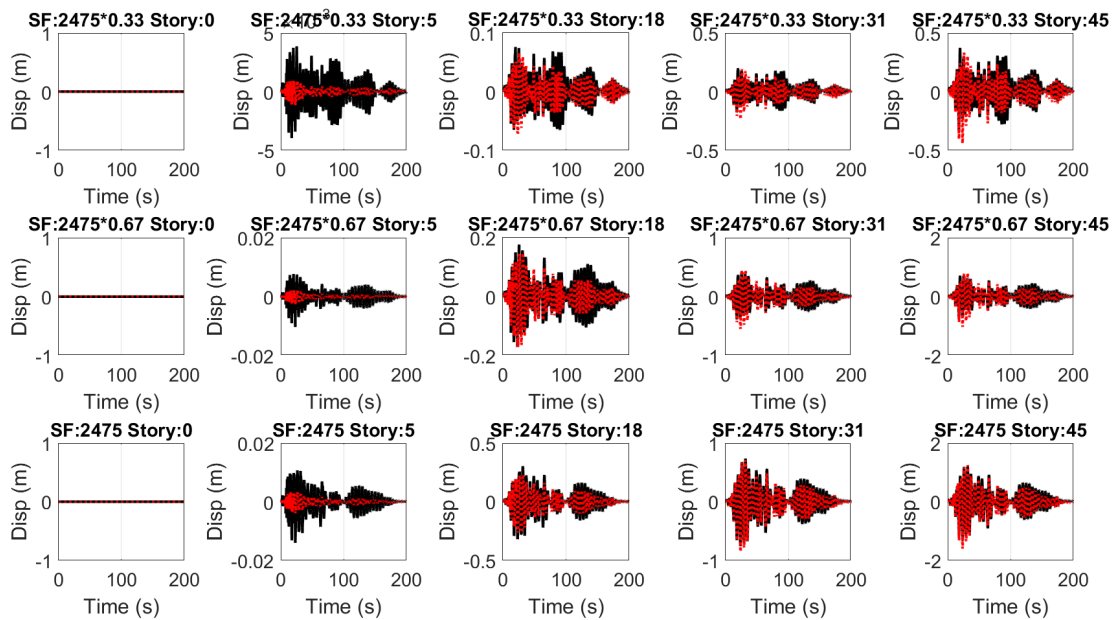 SF:2475*0.33 Story:0
SF:2475*0.33 Story:5
SF:2475*0.33 Story:18
SF:2475*0.33 Story:31
SF:2475*0.33 Story:45
1
0
-1
Disp (m)
0 100 200
Time (s)
5
0
-5
Disp (m)
0 100 200
Time (s)
0.1
0
-0.1
Disp (m)
0 100 200
Time (s)
0.5
0
-0.5
Disp (m)
0 100 200
Time (s)
0.5
0
-0.5
Disp (m)
0 100 200
Time (s)
SF:2475*0.67 Story:0
SF:2475*0.67 Story:5
SF:2475*0.67 Story:18
SF:2475*0.67 Story:31
SF:2475*0.67 Story:45
1
0
-1
Disp (m)
0 100 200
Time (s)
0.02
0
-0.02
Disp (m)
0 100 200
Time (s)
0.2
0
-0.2
Disp (m)
0 100 200
Time (s)
1
0
-1
Disp (m)
0 100 200
Time (s)
2
0
-2
Disp (m)
0 100 200
Time (s)
SF:2475 Story:0
SF:2475 Story:5
SF:2475 Story:18
SF:2475 Story:31
SF:2475 Story:45
1
0
-1
Disp (m)
0 100 200
Time (s)
0.02
0
-0.02
Disp (m)
0 100 200
Time (s)
0.5
0
-0.5
Disp (m)
0 100 200
Time (s)
1
0
-1
Disp (m)
0 100 200
Time (s)
2
0
-2
Disp (m)
0 100 200
Time (s)